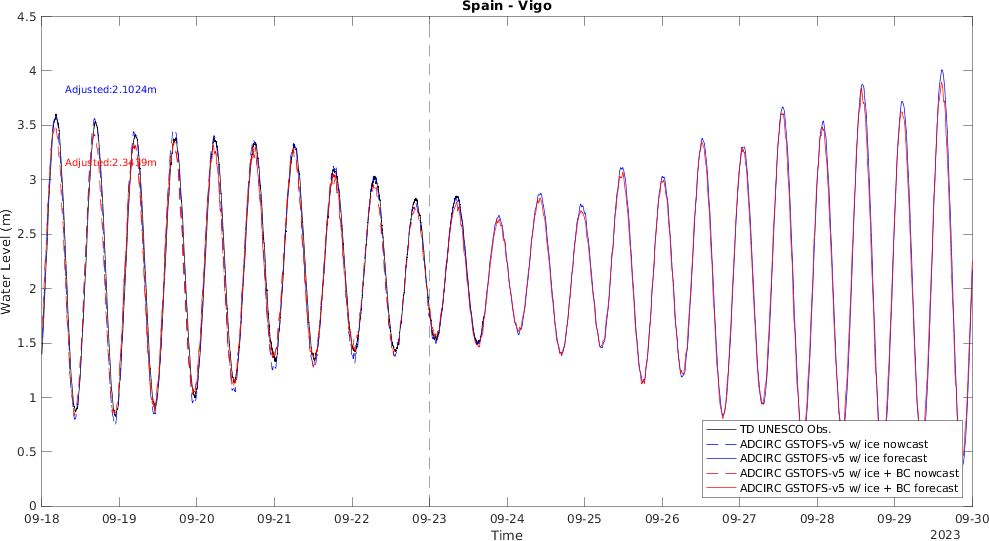 Spain - Vigo
Water Level (m)
4.5
4
3.5
3
2.5
2
1.5
1
0.5
0
Adjusted:2.1024m
Adjusted:2.3439m
TD UNESCO Obs.
ADCIRC GSTOFS-v5 w/ ice nowcast
ADCIRC GSTOFS-v5 w/ ice forecast
ADCIRC GSTOFS-v5 w/ ice + BC nowcast
ADCIRC GSTOFS-v5 w/ ice + BC forecast
09-18 09-19 09-20 09-21 09-22 09-23 09-24 09-25 09-26 09-27 09-28 09-29 09-30
Time
2023